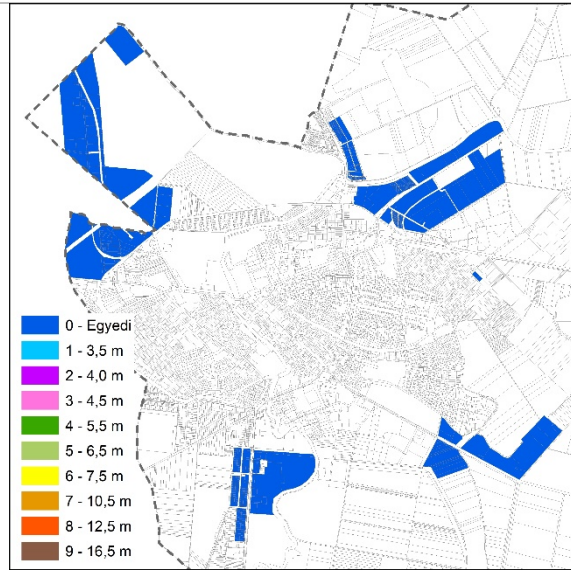 0 - Egyedi
1 - 3,5 m
2 - 4,0 m
3 - 4,5 m
4 - 5,5 m
5 - 6,5 m
6 - 7,5 m
7 - 10,5 m
8 - 12,5 m
9 - 16,5 m